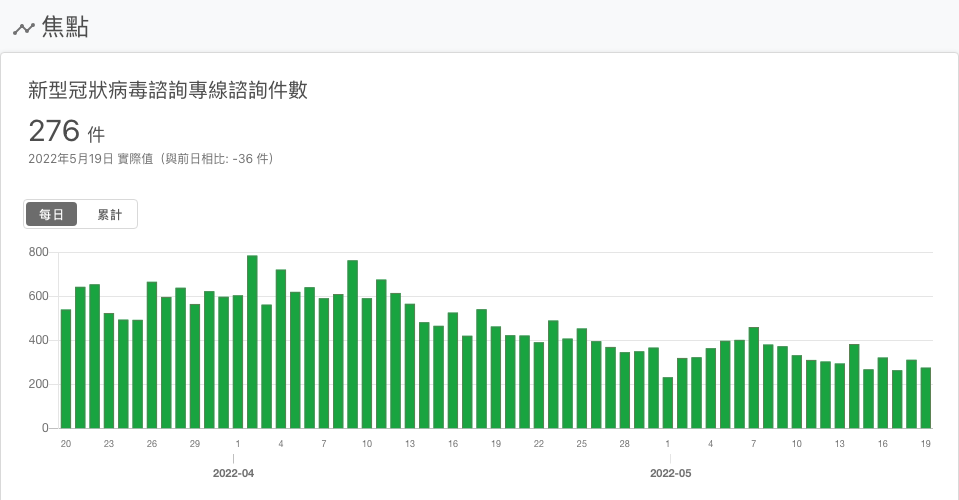 焦點
新型冠狀病毒諮詢專線諮詢件數
276 件
2022年5月19日 實際值（與前日相比: -36 件）
每日 累計
800
600
400
200
0
20 23 26 29 1 4 7 10 13 16 19 22 25 28 1 4 7 10 13 16 19
2022-04 2022-05